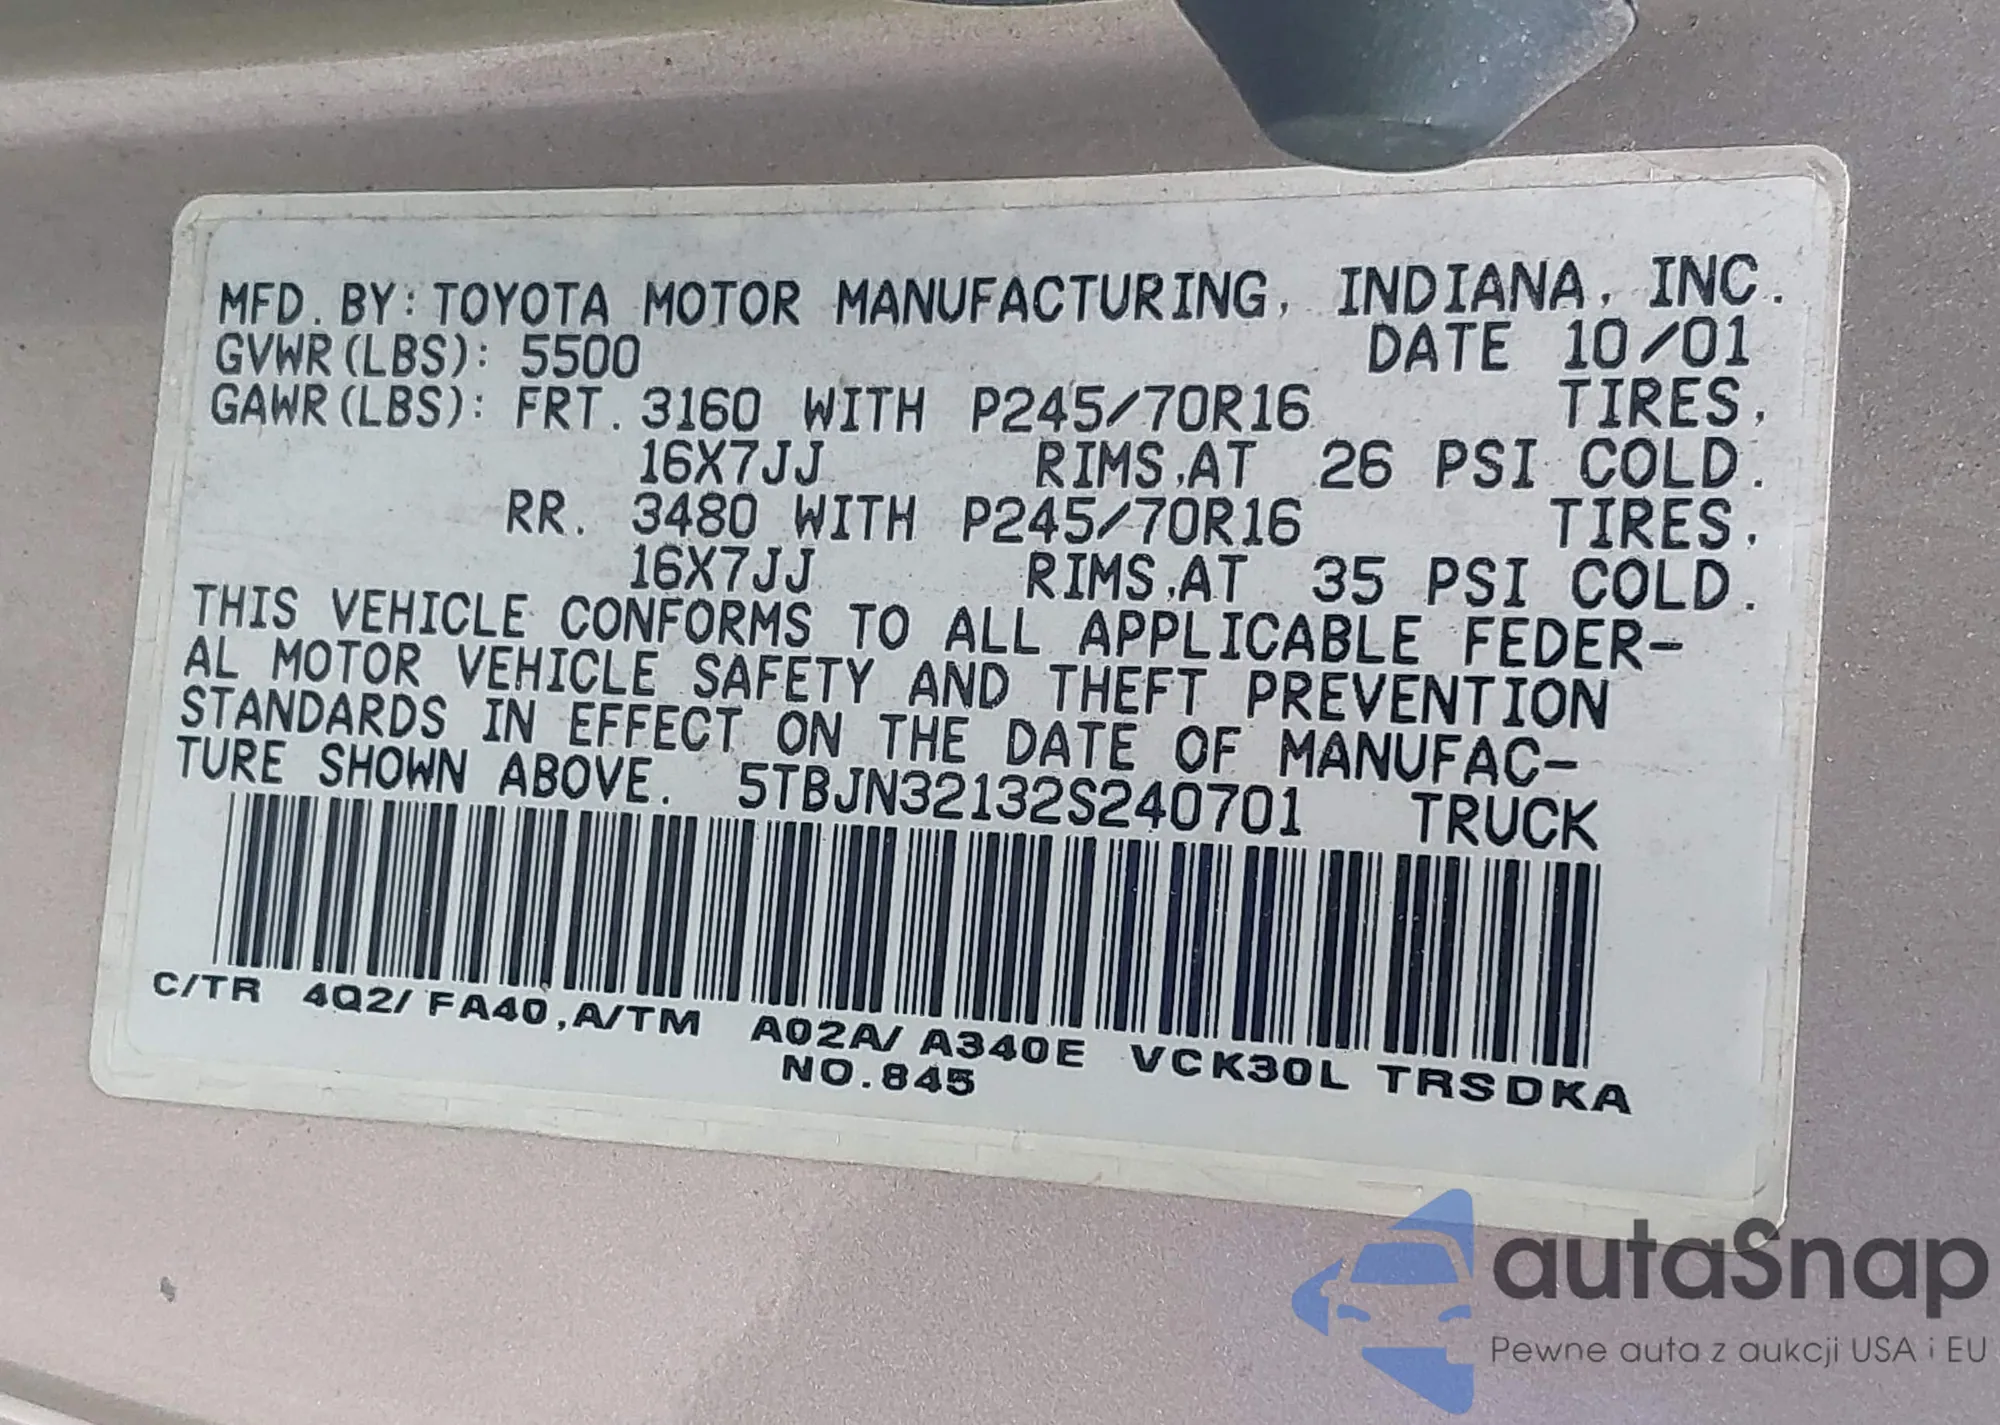 MFD. BY: TOYOTA MOTOR MANUFACTURING, INDIANA, INC.
GVWR(LBS): 5500 DATE 10/01
GAWR(LBS): FRT. 3160 WITH P245/70R16 TIRES,
16X7JJ RIMS,AT 26 PSI COLD.
RR. 3480 WITH P245/70R16 TIRES,
16X7JJ RIMS,AT 35 PSI COLD.
THIS VEHICLE CONFORMS TO ALL APPLICABLE FEDER-
AL MOTOR VEHICLE SAFETY AND THEFT PREVENTION
STANDARDS IN EFFECT ON THE DATE OF MANUFAC-
TURE SHOWN ABOVE. 5TBJN32132S240701 TRUCK
C/TR 4Q2/FA40,A/TM A02A/A340E VCK30L TRSDKA
NO.845
autaSnap
Pewne auta z aukcji USA i EU